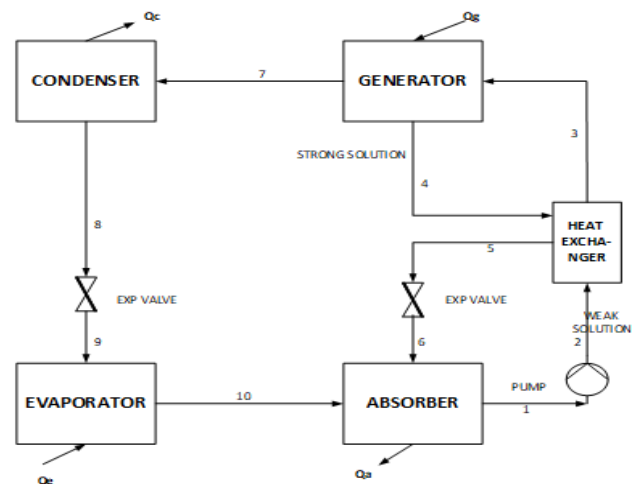 Qc
Qg
CONDENSER
7
GENERATOR
3
STRONG SOLUTION
4
8
HEAT
EXCHA-
NGER
5
EXP VALVE
EXP VALVE
WEAK
SOLUTION
9
6
2
PUMP
EVAPORATOR
10
ABSORBER
1
Qe
Qa